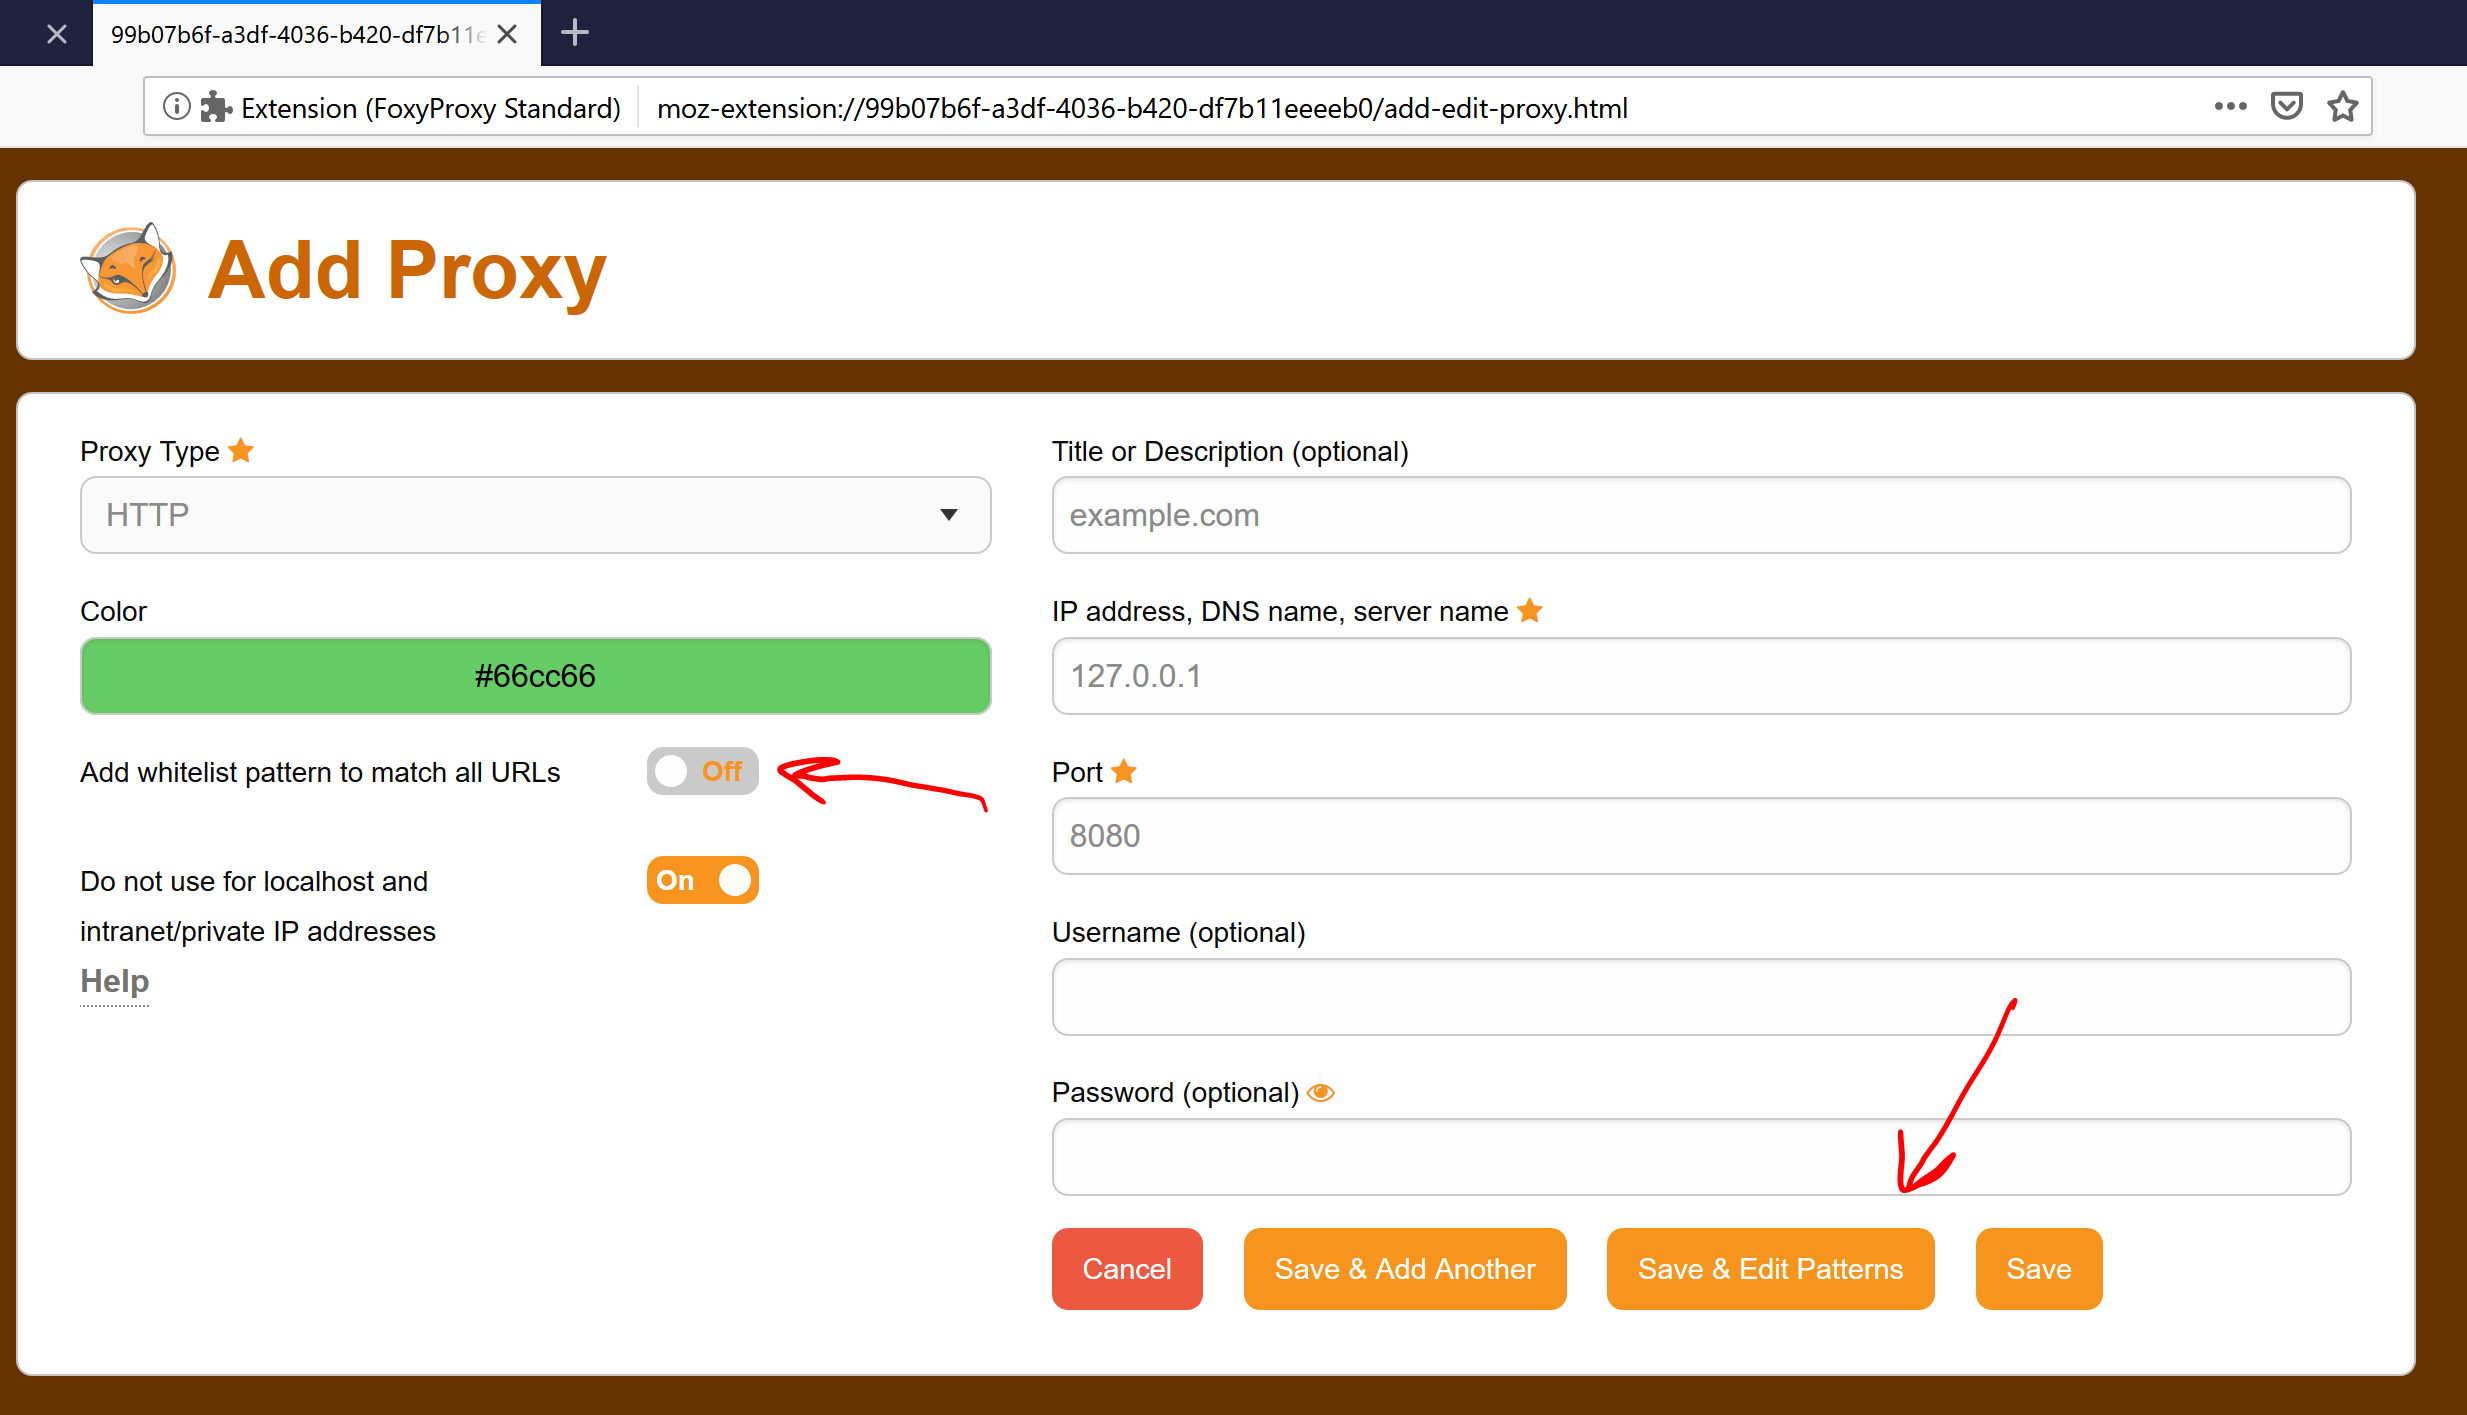 99b07b6f-a3df-4036-b420-df7b11e
Extension (FoxyProxy Standard) moz-extension://99b07b6f-a3df-4036-b420-df7b11eeeeb0/add-edit-proxy.html
Add Proxy
Proxy Type
HTTP
Color
#66cc66
Add whitelist pattern to match all URLs Off
Do not use for localhost and On
intranet/private IP addresses
Help
Title or Description (optional)
example.com
IP address, DNS name, server name
127.0.0.1
Port
8080
Username (optional)
Password (optional)
Cancel Save & Add Another Save & Edit Patterns Save